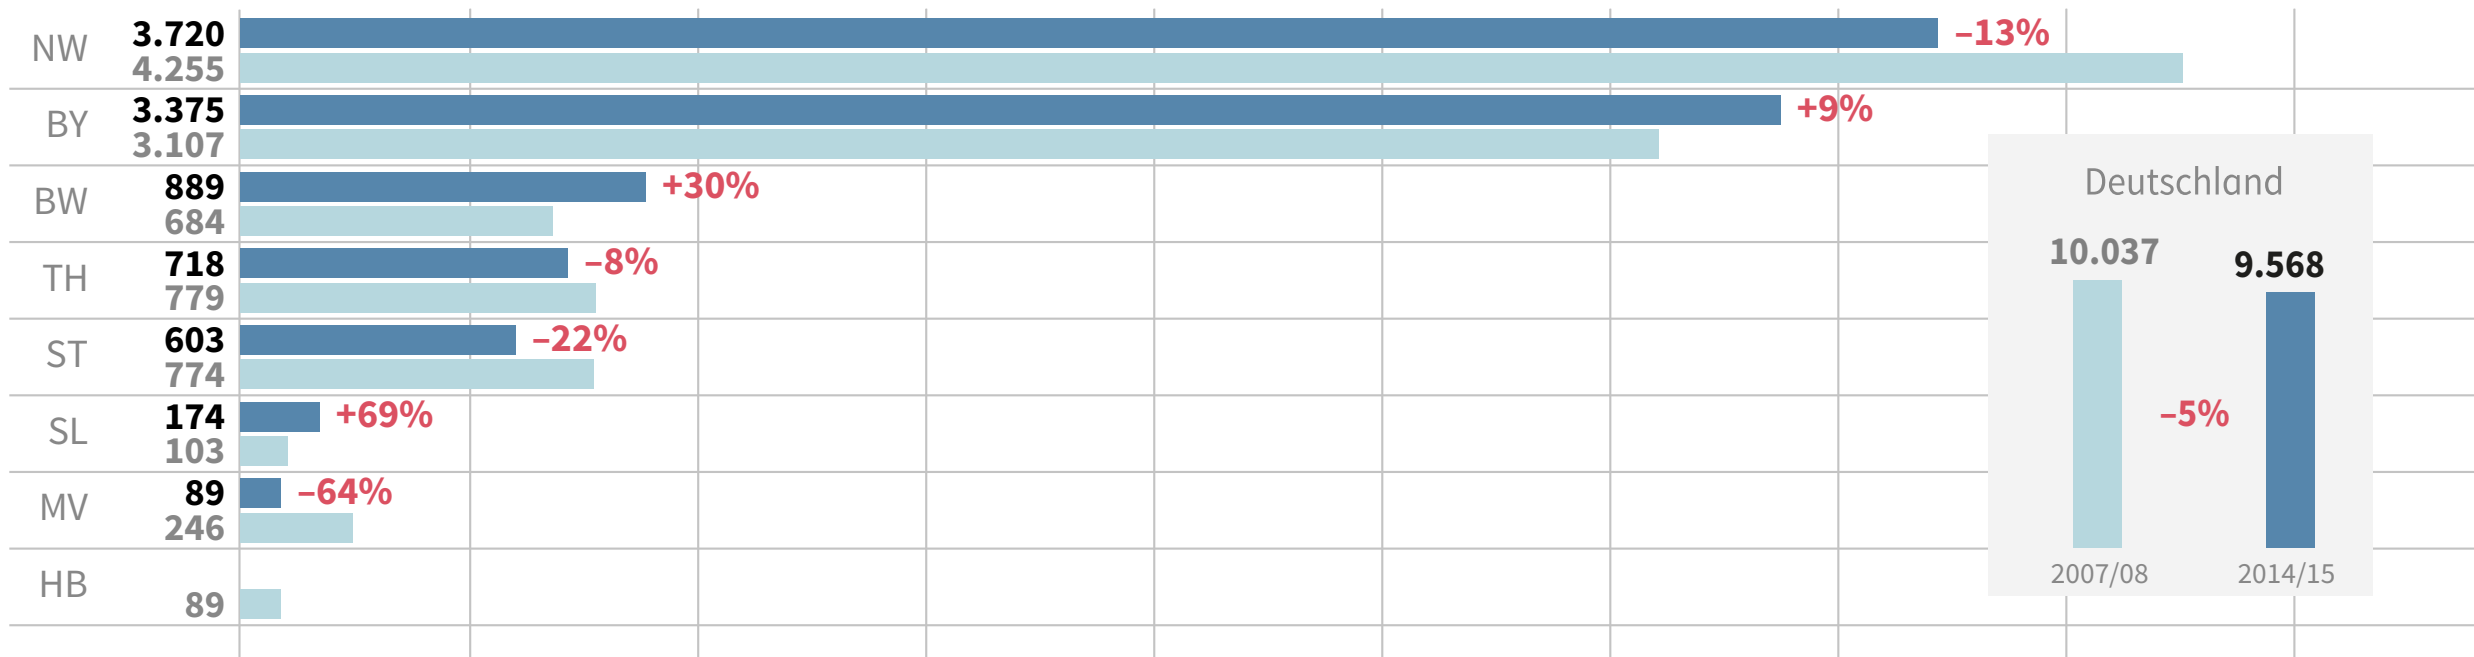 NW 3.720 –13%
4.255
BY 3.375 +9%
3.107
BW 889 +30%
684
TH 718 –8%
779
ST 603 –22%
774
SL 174 +69%
103
MV 89 –64%
246
HB
89
Deutschland
10.037 9.568
–5%
2007/08 2014/15